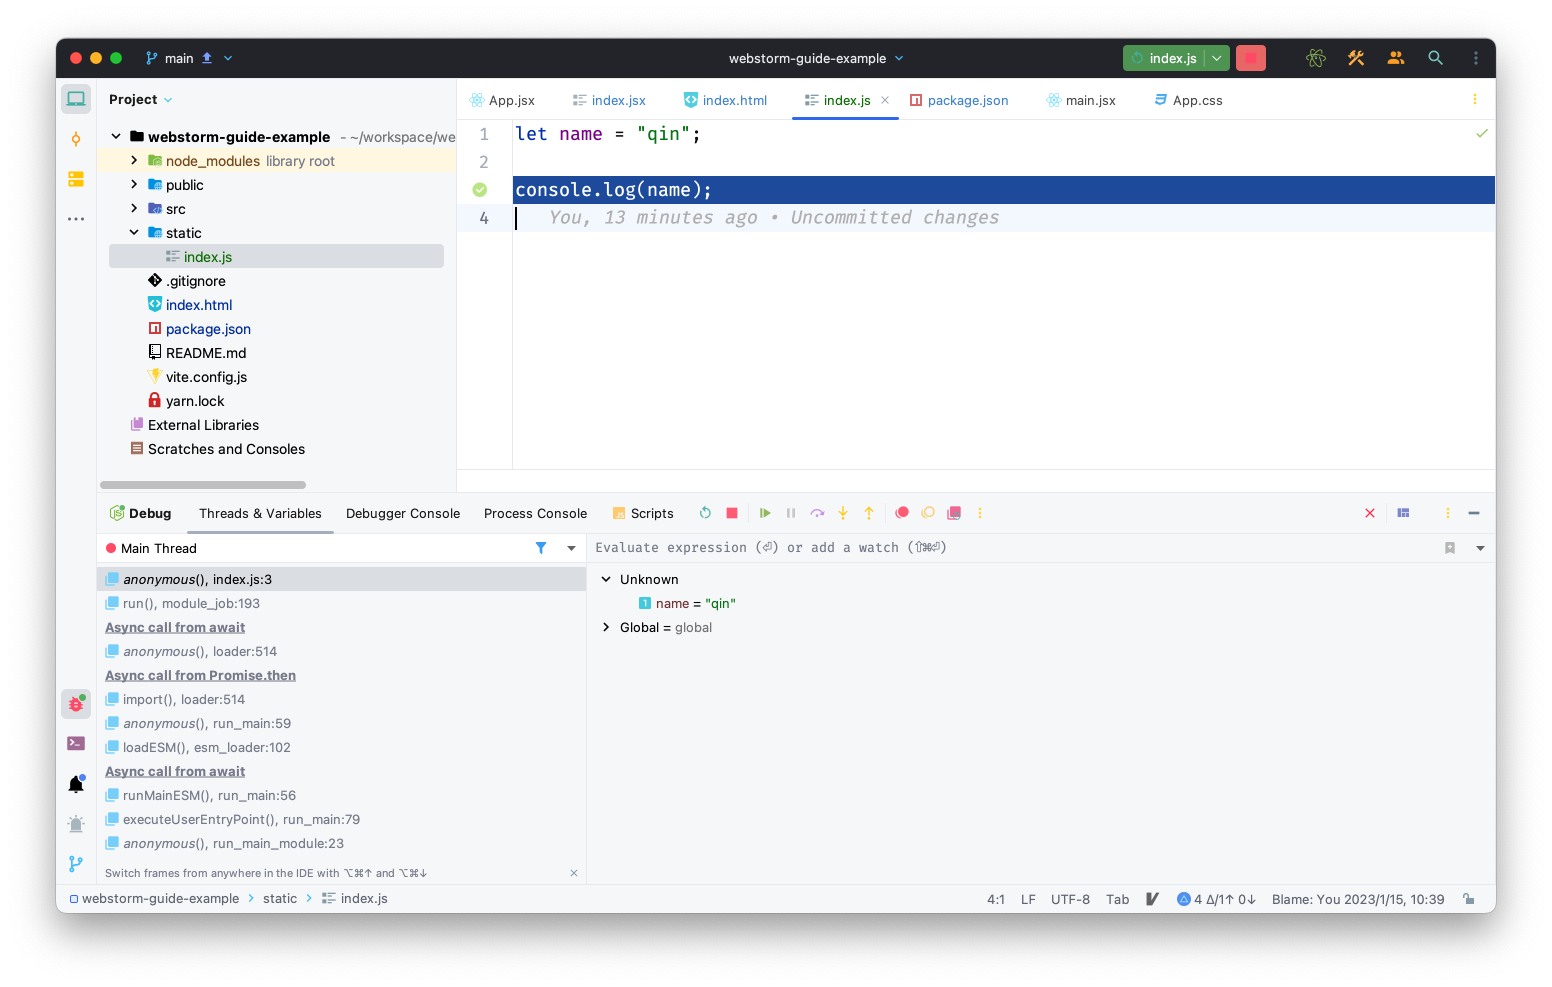 main
webstorm-guide-example
index.js
Project
App.jsx
index.jsx
index.html
index.js
package.json
main.jsx
App.css
webstorm-guide-example - ~/workspace/we
node_modules library root
public
src
static
index.js
.gitignore
index.html
package.json
README.md
vite.config.js
yarn.lock
External Libraries
Scratches and Consoles
1 let name = "qin";
2
console.log(name);
4 You, 13 minutes ago • Uncommitted changes
Debug
Threads & Variables
Debugger Console
Process Console
JS Scripts
Main Thread
Evaluate expression (⏎) or add a watch (⇧⌘⏎)
anonymous(), index.js:3
run(), module_job:193
Async call from await
anonymous(), loader:514
Async call from Promise.then
import(), loader:514
anonymous(), run_main:59
loadESM(), esm_loader:102
Async call from await
runMainESM(), run_main:56
executeUserEntryPoint(), run_main:79
anonymous(), run_main_module:23
Switch frames from anywhere in the IDE with ⌥⌘↑ and ⌥⌘↓
Unknown
1 name = "qin"
Global = global
webstorm-guide-example
static
index.js
4:1
LF
UTF-8
Tab
4 Δ/1↑ 0↓
Blame: You 2023/1/15, 10:39